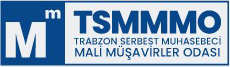 Mm
TSMMMO
TRABZON SERBEST MUHASEBECİ
MALİ MÜŞAVİRLER ODASI